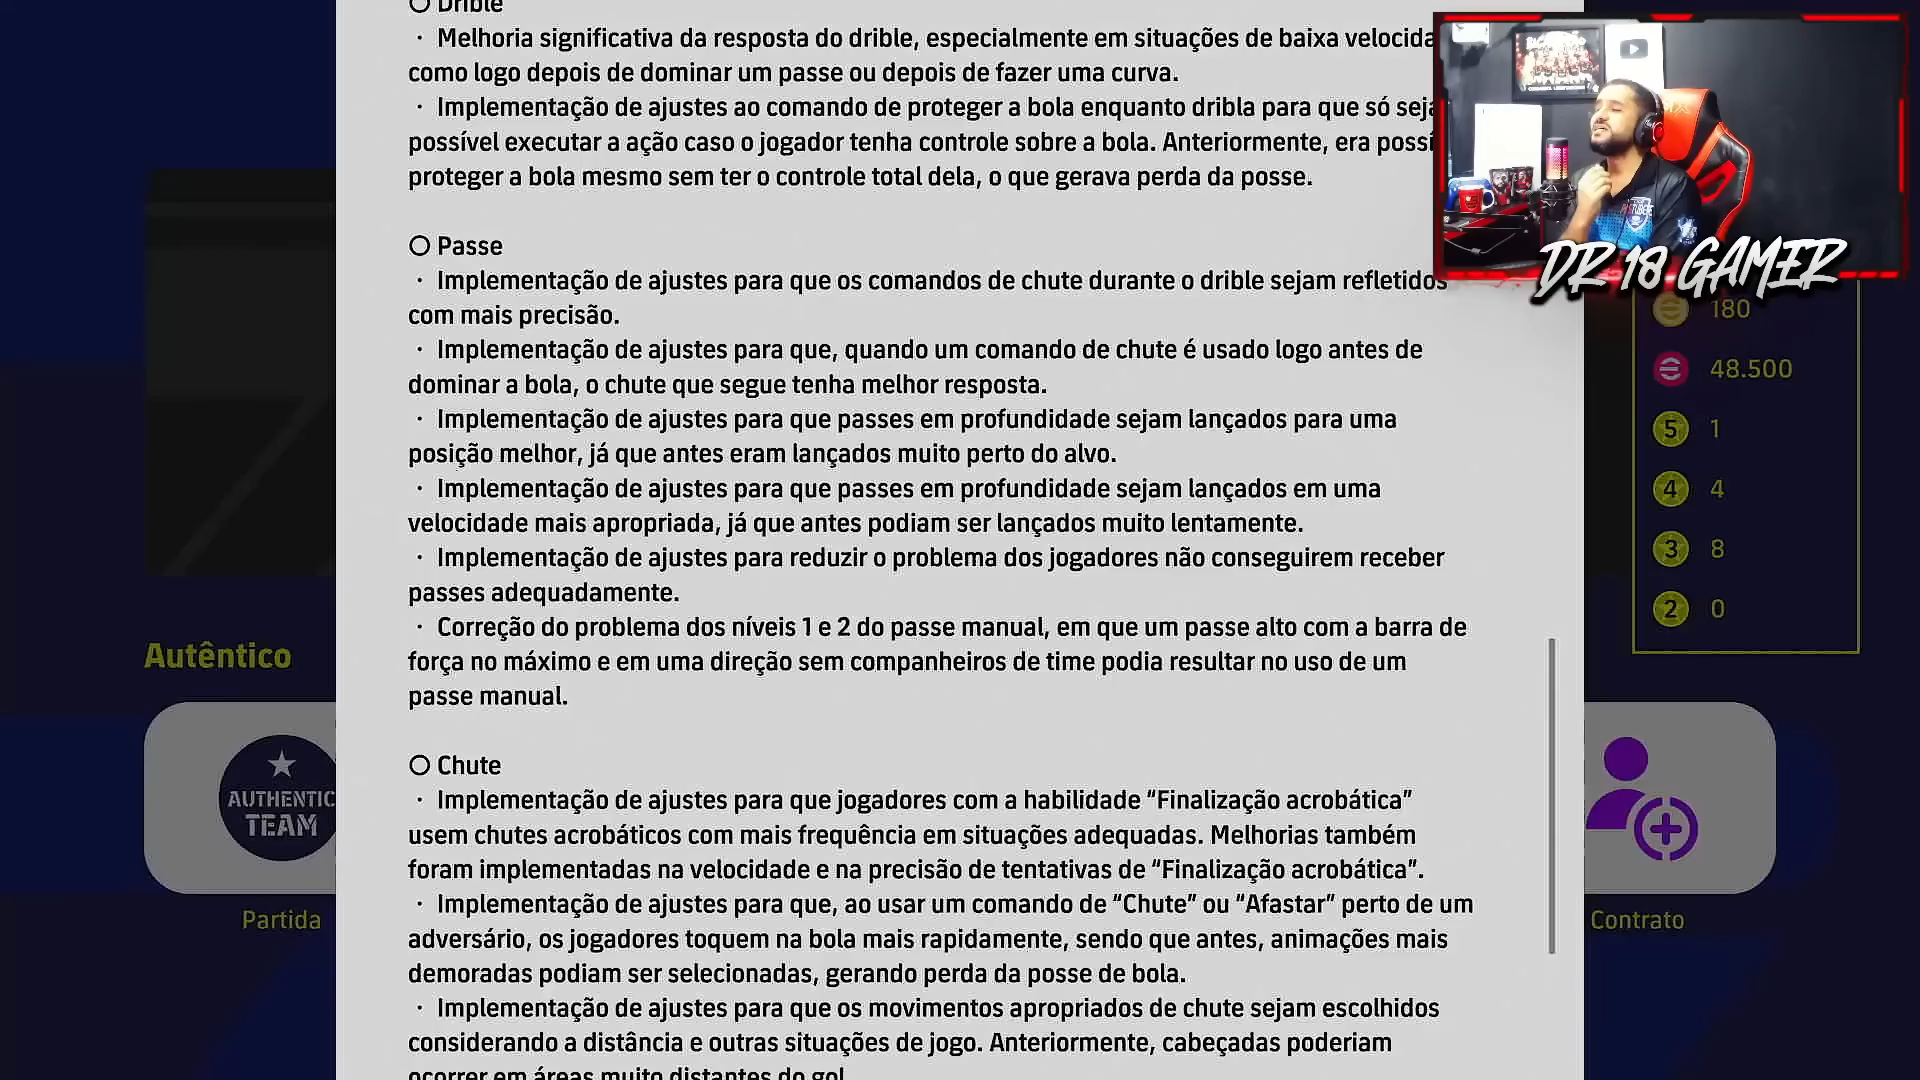 ○ Drible
· Melhoria significativa da resposta do drible, especialmente em situações de baixa velocida
como logo depois de dominar um passe ou depois de fazer uma curva.
· Implementação de ajustes ao comando de proteger a bola enquanto dribla para que só seja
possível executar a ação caso o jogador tenha controle sobre a bola. Anteriormente, era possí
proteger a bola mesmo sem ter o controle total dela, o que gerava perda da posse.
○ Passe
· Implementação de ajustes para que os comandos de chute durante o drible sejam refletidos
com mais precisão.
· Implementação de ajustes para que, quando um comando de chute é usado logo antes de
dominar a bola, o chute que segue tenha melhor resposta.
· Implementação de ajustes para que passes em profundidade sejam lançados para uma
posição melhor, já que antes eram lançados muito perto do alvo.
· Implementação de ajustes para que passes em profundidade sejam lançados em uma
velocidade mais apropriada, já que antes podiam ser lançados muito lentamente.
· Implementação de ajustes para reduzir o problema dos jogadores não conseguirem receber
passes adequadamente.
· Correção do problema dos níveis 1 e 2 do passe manual, em que um passe alto com a barra de
força no máximo e em uma direção sem companheiros de time podia resultar no uso de um
passe manual.
○ Chute
· Implementação de ajustes para que jogadores com a habilidade “Finalização acrobática”
usem chutes acrobáticos com mais frequência em situações adequadas. Melhorias também
foram implementadas na velocidade e na precisão de tentativas de “Finalização acrobática”.
· Implementação de ajustes para que, ao usar um comando de “Chute” ou “Afastar” perto de um
adversário, os jogadores toquem na bola mais rapidamente, sendo que antes, animações mais
demoradas podiam ser selecionadas, gerando perda da posse de bola.
· Implementação de ajustes para que os movimentos apropriados de chute sejam escolhidos
considerando a distância e outras situações de jogo. Anteriormente, cabeçadas poderiam
ocorrer em áreas muito distantes do gol.
DR 18 GAMER
180
48.500
5 1
4 4
3 8
2 0
Autêntico
AUTHENTIC
TEAM
Partida
Contrato